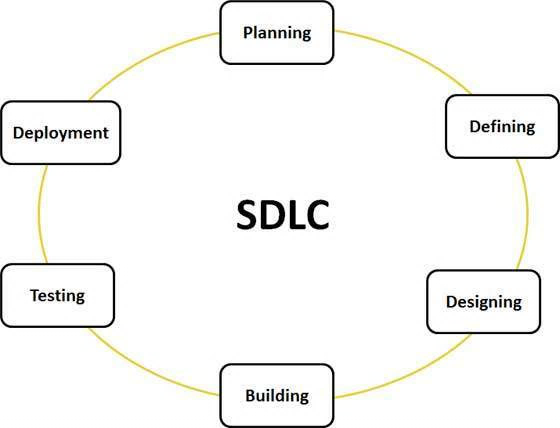 Planning
Defining
Deployment
SDLC
Designing
Testing
Building